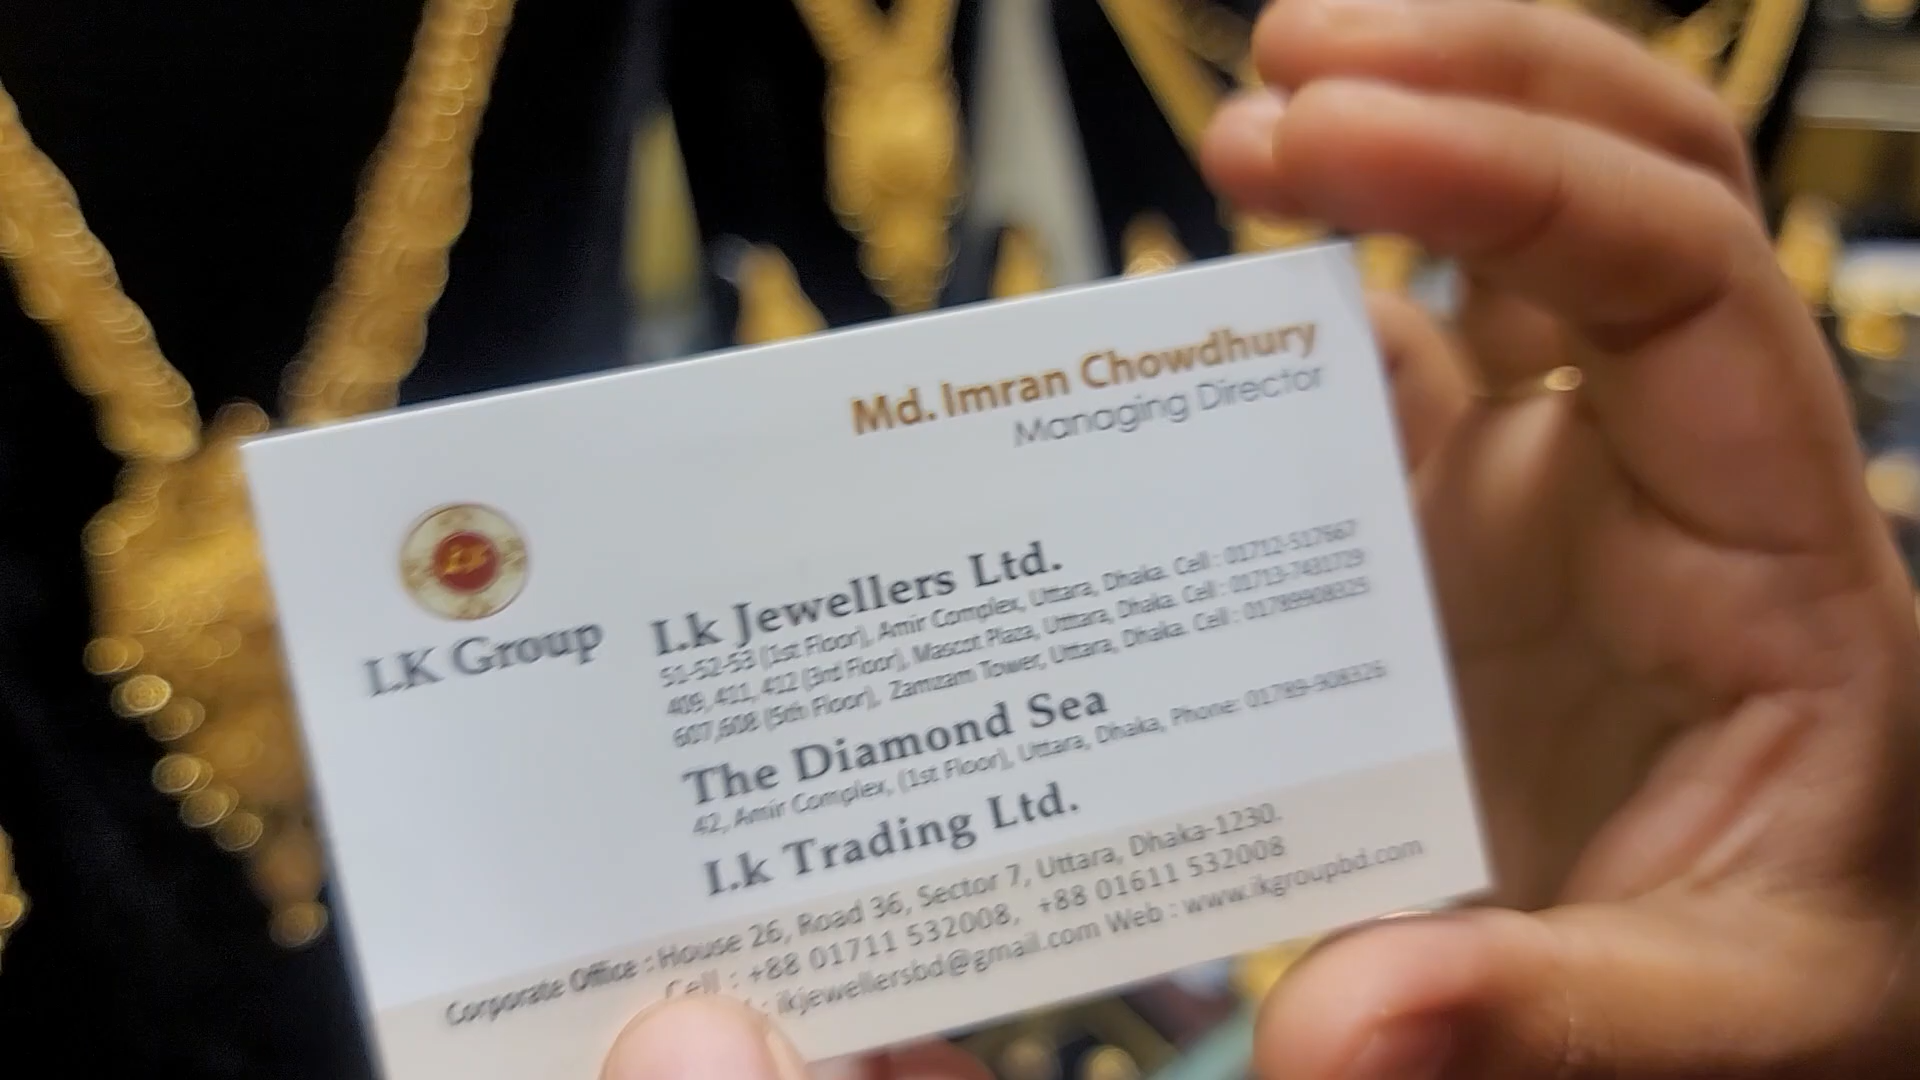 Md. Imran Chowdhury
Managing Director
I.K Group
I.k Jewellers Ltd.
51-52-53 (1st Floor), Amir Complex, Uttara, Dhaka. Cell : 01712-517667
409, 411, 412 (3rd Floor), Mascot Plaza, Uttara, Dhaka. Cell : 01713-7431729
607,608 (5th Floor), Zamzam Tower, Uttara, Dhaka. Cell : 01789908325
The Diamond Sea
42, Amir Complex, (1st Floor), Uttara, Dhaka, Phone: 01789-908326
I.k Trading Ltd.
Corporate Office : House 26, Road 36, Sector 7, Uttara, Dhaka-1230.
Cell : +88 01711 532008, +88 01611 532008
: ikjewellersbd@gmail.com Web : www.ikgroupbd.com